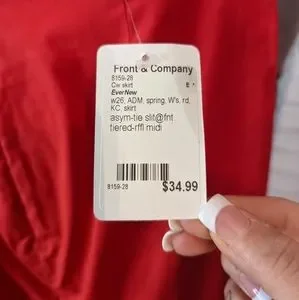 Front & Company
8159-28
Cw skirt
EverNew
w26, ADM, spring, W's, rd,
KC, skirt
asym-tie slit@fnt
tiered-rffl midi
8159-28
$34.99